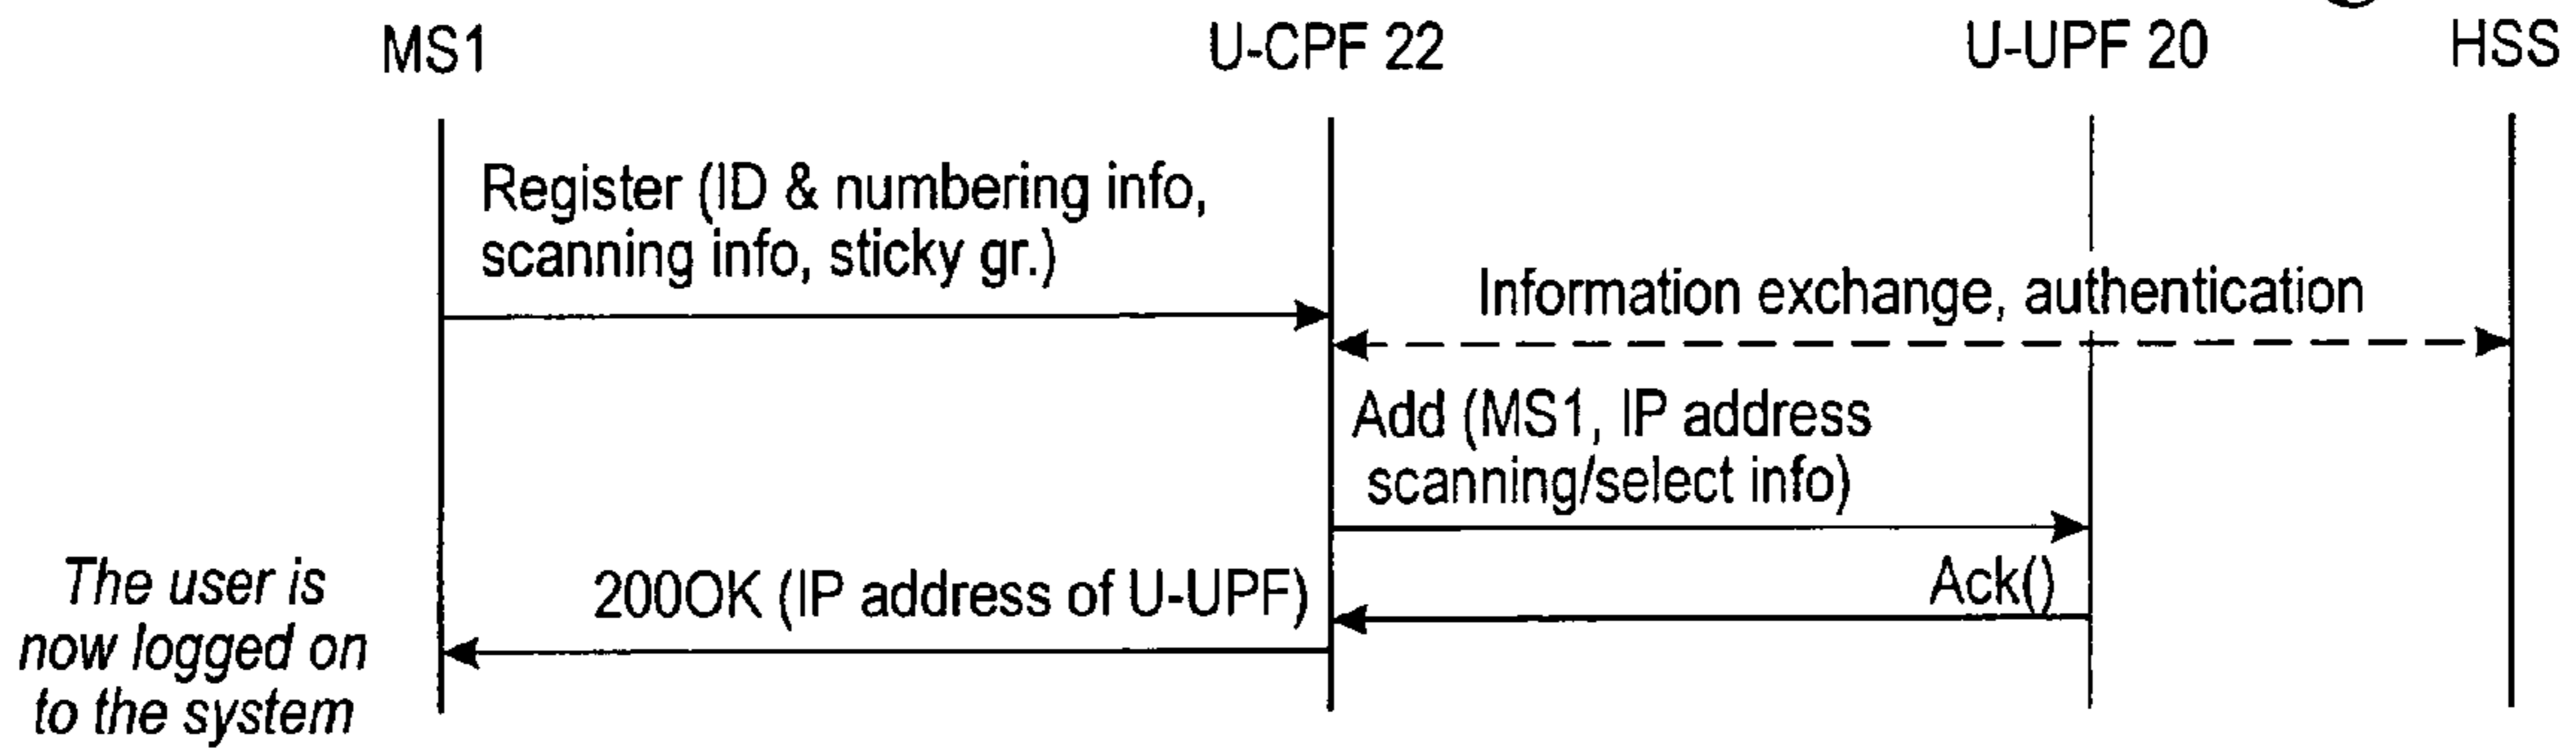 MS1 U-CPF 22 U-UPF 20 HSS
Register (ID & numbering info,
scanning info, sticky gr.)
Information exchange, authentication
Add (MS1, IP address
scanning/select info)
200OK (IP address of U-UPF)
Ack()
The user is
now logged on
to the system